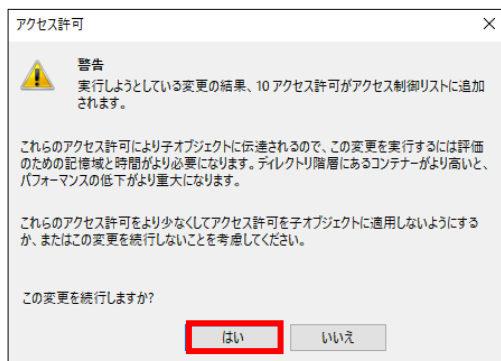 アクセス許可
警告
実行しようとしている変更の結果、10 アクセス許可がアクセス制御リストに追加
されます。
これらのアクセス許可により子オブジェクトに伝達されるので、この変更を実行するには評価
のための記憶域と時間がより必要になります。ディレクトリ階層にあるコンテナーがより高いと、
パフォーマンスの低下がより重大になります。
これらのアクセス許可をより少なくしてアクセス許可を子オブジェクトに適用しないようにする
か、またはこの変更を続行しないことを考慮してください。
この変更を続行しますか?
はい
いいえ